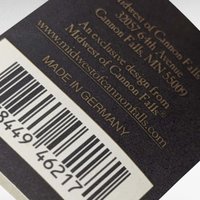 Midwest of Cannon Falls
32057 64th Avenue
Cannon Falls, MN 55009
www.midwestofcannonfalls.com
An exclusive design from
Midwest of Cannon Falls®
MADE IN GERMANY
8449 46217